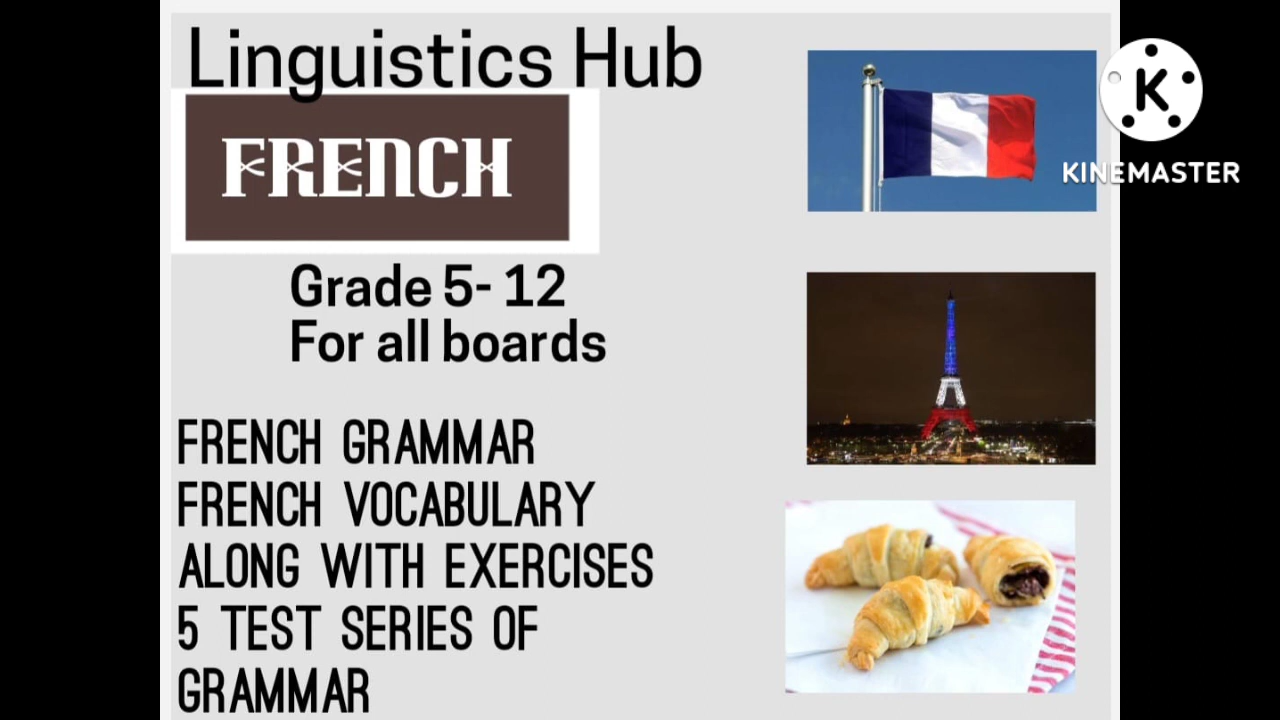 Linguistics Hub
FRENCH
Grade 5- 12
For all boards
FRENCH GRAMMAR
FRENCH VOCABULARY
ALONG WITH EXERCISES
5 TEST SERIES OF
GRAMMAR
K
KINEMASTER